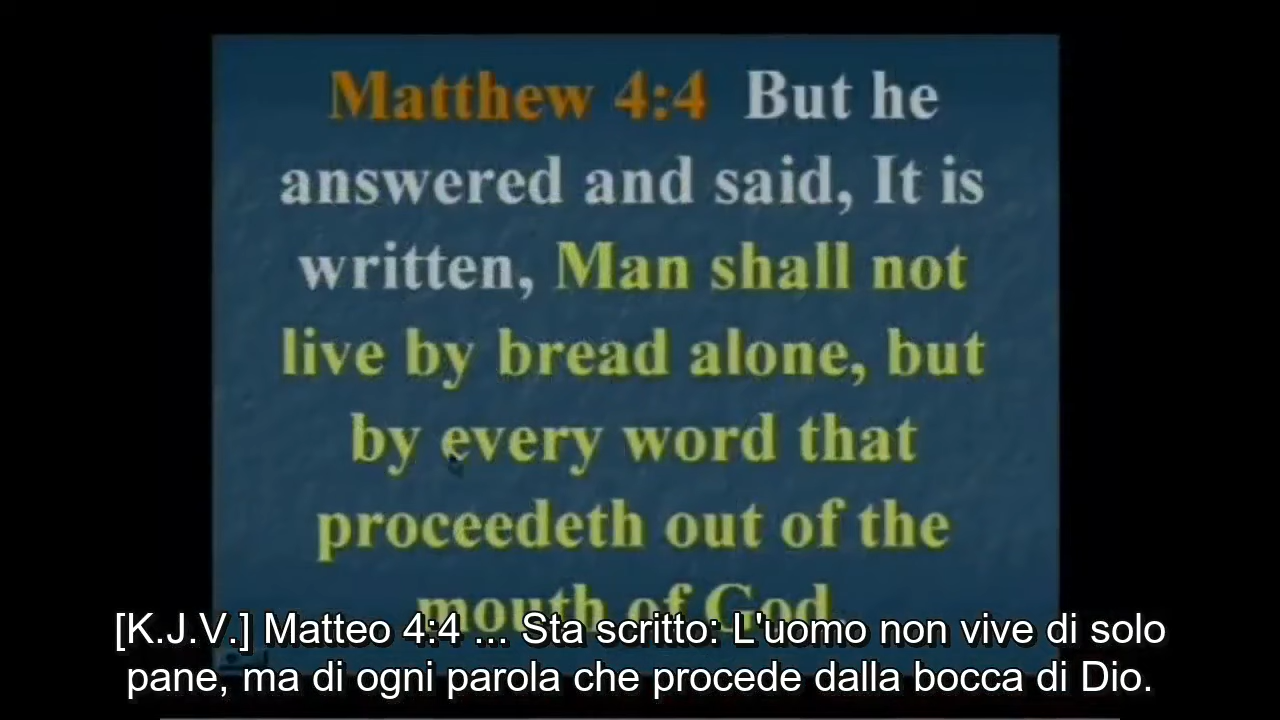 Matthew 4:4 But he
answered and said, It is
written, Man shall not
live by bread alone, but
by every word that
proceedeth out of the
mouth of God.
[K.J.V.] Matteo 4:4 ... Sta scritto: L'uomo non vive di solo
pane, ma di ogni parola che procede dalla bocca di Dio.